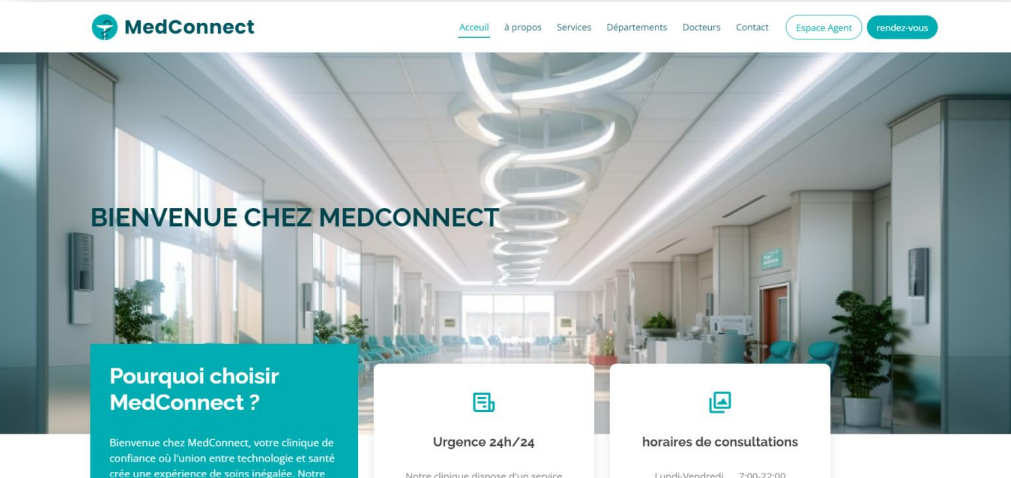 MedConnect
Acceuil
à propos
Services
Départements
Docteurs
Contact
Espace Agent
rendez-vous
BIENVENUE CHEZ MEDCONNECT
Pourquoi choisir
MedConnect ?
Bienvenue chez MedConnect, votre clinique de
confiance où l'union entre technologie et santé
crée une expérience de soins inégalée. Notre
Urgence 24h/24
Notre clinique dispose d'un service
horaires de consultations
Lundi-Vendredi 7:00-22:00